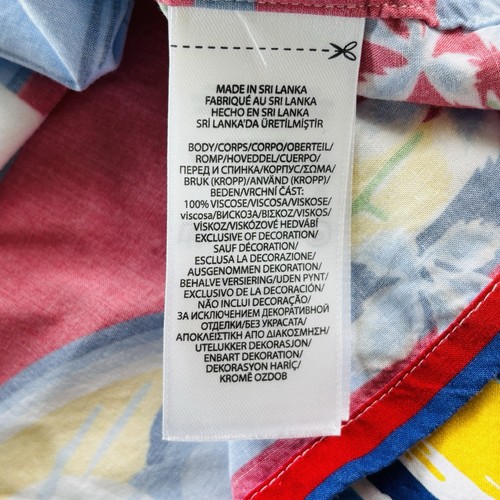 MADE IN SRI LANKA
FABRIQUÉ AU SRI LANKA
HECHO EN SRI LANKA
SRİ LANKA'DA ÜRETİLMİŞTİR
BODY/CORPS/CORPO/OBERTEIL/
ROMP/HOVEDDEL/CUERPO/
ПЕРЕД И СПИНКА/КОРПУС/ΣΩΜΑ/
BRUK (KROPP)/ANVÄND (KROPP)/
BEDEN/VRCHNÍ ČÁST:
100% VISCOSE/VISCOSA/VISKOSE/
viscosa/ВИСКОЗА/ΒΙΣΚΟΖ/VISKOS/
VİSKOZ/VISKÓZOVÉ HEDVÁBÍ
EXCLUSIVE OF DECORATION/
SAUF DÉCORATION/
ESCLUSA LA DECORAZIONE/
AUSGENOMMEN DEKORATION/
BEHALVE VERSIERING/UDEN PYNT/
EXCLUSIVO DE LA DECORACIÓN/
NÃO INCLUI DECORAÇÃO/
ЗА ИСКЛЮЧЕНИЕМ ДЕКОРАТИВНОЙ
ОТДЕЛКИ/БЕЗ УКРАСАТА/
ΑΠΟΚΛΕΙΣΤΙΚΗ ΑΠΟ ΔΙΑΚΟΣΜΗΣΗ/
UTELUKKER DEKORASJON/
ENBART DEKORATION/
DEKORASYON HARİÇ/
KROMĚ OZDOB